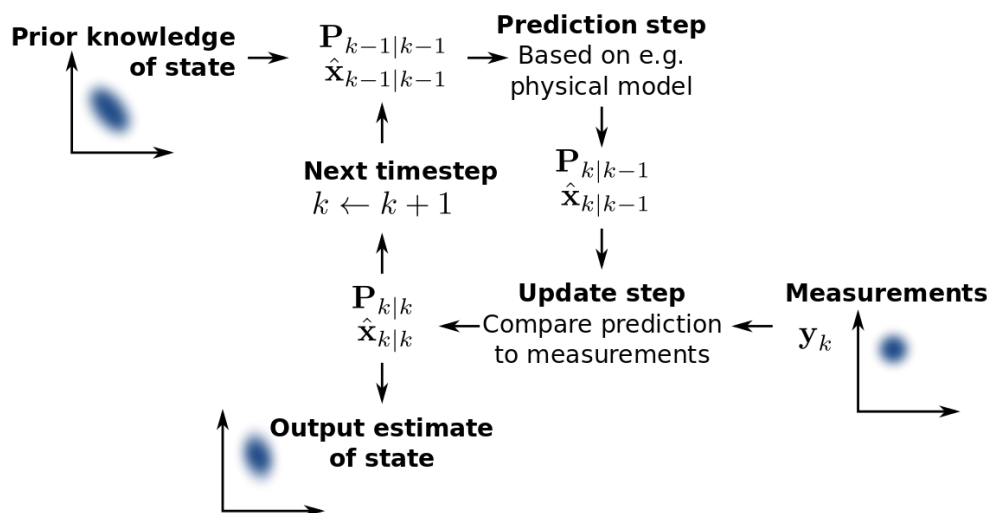 Prior knowledge
of state
P_{k−1|k−1}
x̂_{k−1|k−1}
Prediction step
Based on e.g.
physical model
P_{k|k−1}
x̂_{k|k−1}
Next timestep
k ← k + 1
P_{k|k}
x̂_{k|k}
Update step
Compare prediction
to measurements
Measurements
y_k
Output estimate
of state